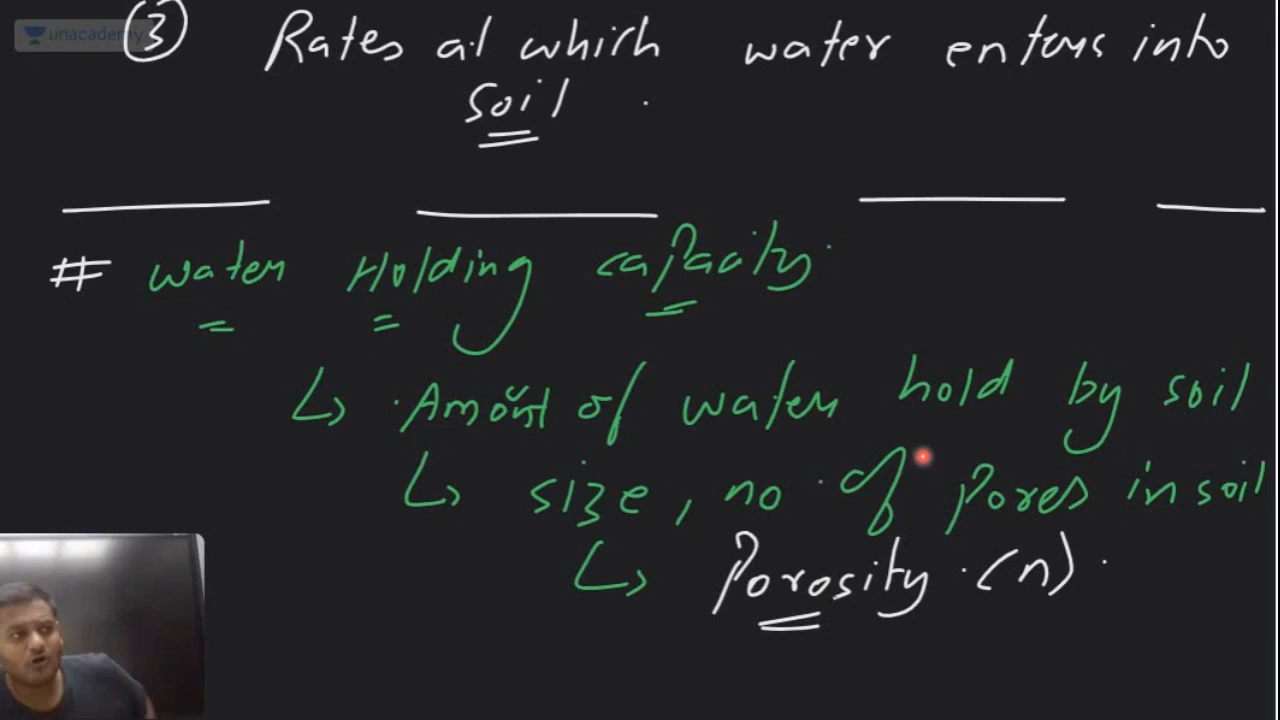 unacademy
③ Rates at which water enters into
soil.
# water Holding capacity.
↳ Amount of water hold by soil
↳ size, no. of pores in soil
↳ Porosity (n).